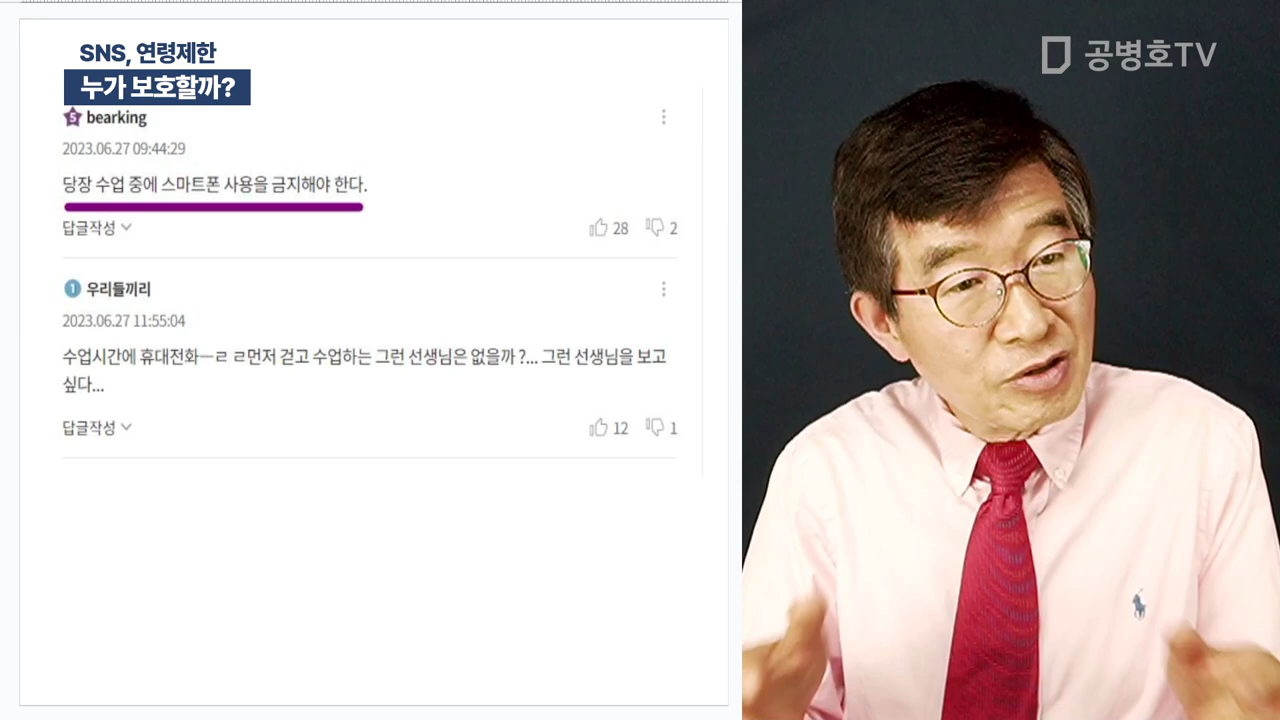 SNS, 연령제한
누가 보호할까?
5 bearking
2023.06.27 09:44:29
당장 수업 중에 스마트폰 사용을 금지해야 한다.
답글작성
28 2
1 우리들끼리
2023.06.27 11:55:04
수업시간에 휴대전화ㅡㄹ ㄹ먼저 걷고 수업하는 그런 선생님은 없을까 ?... 그런 선생님을 보고
싶다...
답글작성
12 1
공병호TV